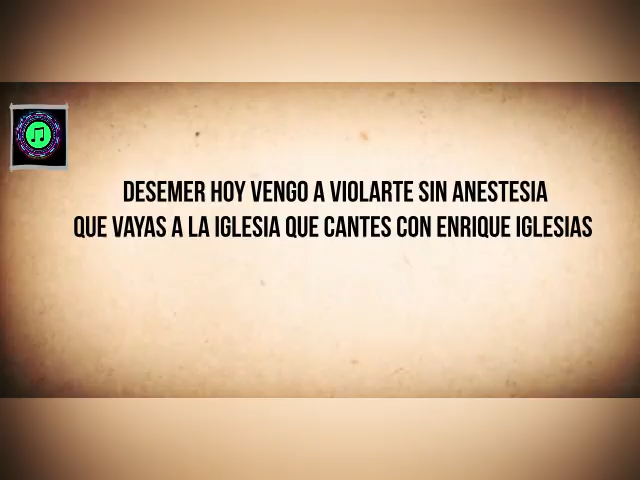 DESEMER HOY VENGO A VIOLARTE SIN ANESTESIA
QUE VAYAS A LA IGLESIA QUE CANTES CON ENRIQUE IGLESIAS